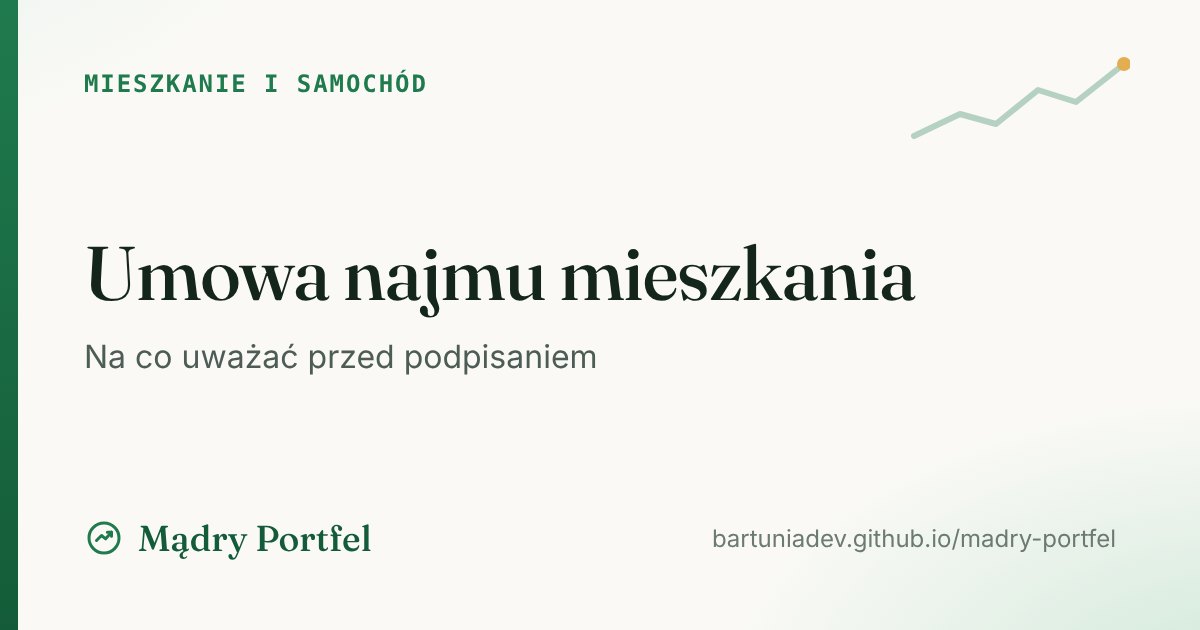 MIESZKANIE I SAMOCHÓD
Umowa najmu mieszkania
Na co uważać przed podpisaniem
Mądry Portfel
bartuniadev.github.io/madry-portfel